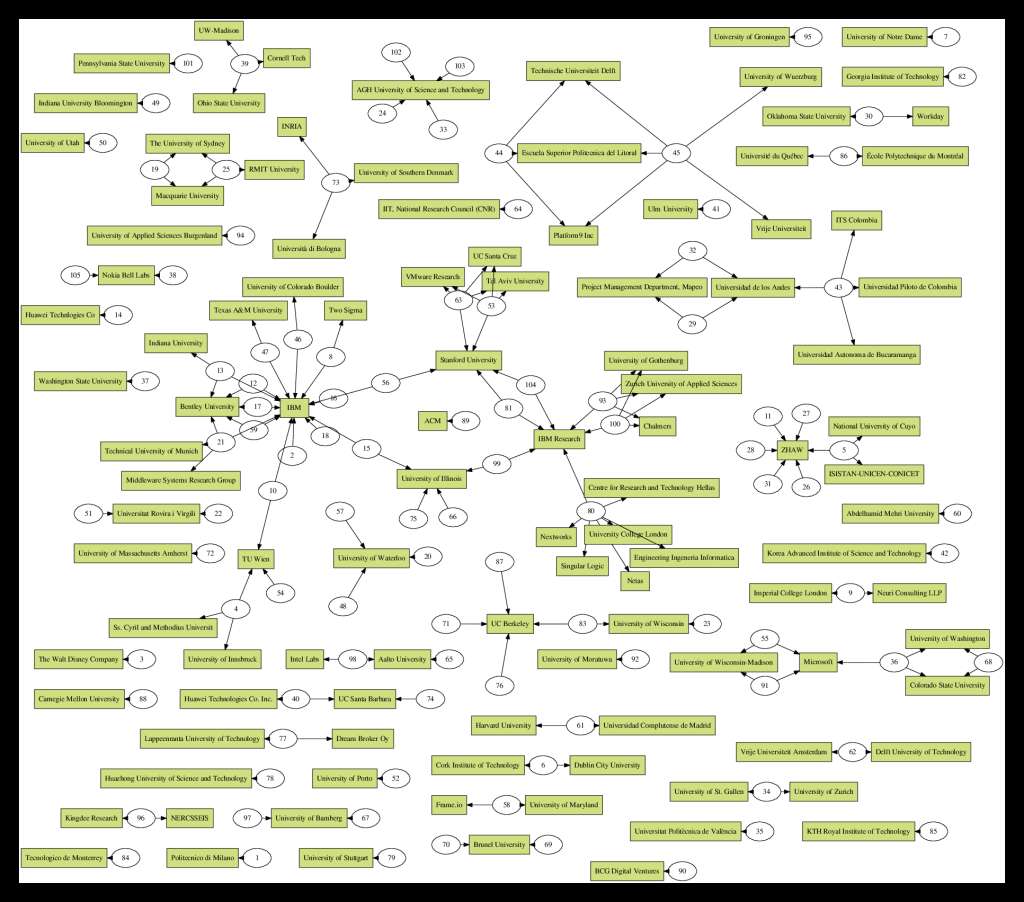 UW-Madison
University of Groningen
95
University of Notre Dame
7
102
Pennsylvania State University
101
39
Cornell Tech
103
Technische Universiteit Delft
University of Wuerzburg
Georgia Institute of Technology
82
AGH University of Science and Technology
Indiana University Bloomington
49
Ohio State University
24
33
Oklahoma State University
30
Workday
INRIA
University of Utah
50
The University of Sydney
44
Escuela Superior Politecnica del Litoral
45
Université du Québec
86
École Polytechnique du Montréal
19
25
RMIT University
73
University of Southern Denmark
Macquarie University
IIT, National Research Council (CNR)
64
Ulm University
41
ITS Colombia
University of Applied Sciences Burgenland
94
Università di Bologna
Platform9 Inc
Vrije Universiteit
UC Santa Cruz
32
105
Nokia Bell Labs
38
VMware Research
Tel Aviv University
University of Colorado Boulder
Project Management Department, Mapeo
Universidad de los Andes
43
Universidad Piloto de Colombia
63
53
Huawei Technlogies Co
14
Texas A&M University
Two Sigma
29
Indiana University
46
47
8
Stanford University
University of Gothenburg
Universidad Autonoma de Bucaramanga
13
Washington State University
37
12
56
104
Zurich University of Applied Sciences
Bentley University
17
IBM
16
81
93
11
27
ACM
89
100
Chalmers
National University of Cuyo
59
18
IBM Research
21
Technical University of Munich
2
15
28
ZHAW
5
99
Middleware Systems Research Group
University of Illinois
ISISTAN-UNICEN-CONICET
31
26
10
Centre for Research and Technology Hellas
51
Universitat Rovira i Virgili
22
57
75
66
80
Abdelhamid Mehri University
60
Nextworks
University College London
University of Massachusetts Amherst
72
TU Wien
University of Waterloo
20
Engineering Ingeneria Informatica
Korea Advanced Institute of Science and Technology
42
87
Singular Logic
Netas
54
48
Imperial College London
9
Neuri Consulting LLP
4
Ss. Cyril and Methodius Universit
71
UC Berkeley
83
University of Wisconsin
23
55
University of Washington
The Walt Disney Company
3
University of Innsbruck
Intel Labs
98
Aalto University
65
University of Moratuwa
92
University of Wisconsin-Madison
Microsoft
36
68
76
91
Colorado State University
Carnegie Mellon University
88
Huawei Technologies Co. Inc.
40
UC Santa Barbara
74
Harvard University
61
Universidad Complutense de Madrid
Lappeenranta University of Technology
77
Dream Broker Oy
Vrije Universiteit Amsterdam
62
Delft University of Technology
Cork Institute of Technology
6
Dublin City University
Huazhong University of Science and Technology
78
University of Porto
52
University of St. Gallen
34
University of Zurich
Frame.io
58
University of Maryland
Kingdee Research
96
NERCSSEIS
97
University of Bamberg
67
Universitat Politècnica de València
35
KTH Royal Institute of Technology
85
70
Brunel University
69
Tecnologico de Monterrey
84
Politecnico di Milano
1
University of Stuttgart
79
BCG Digital Ventures
90